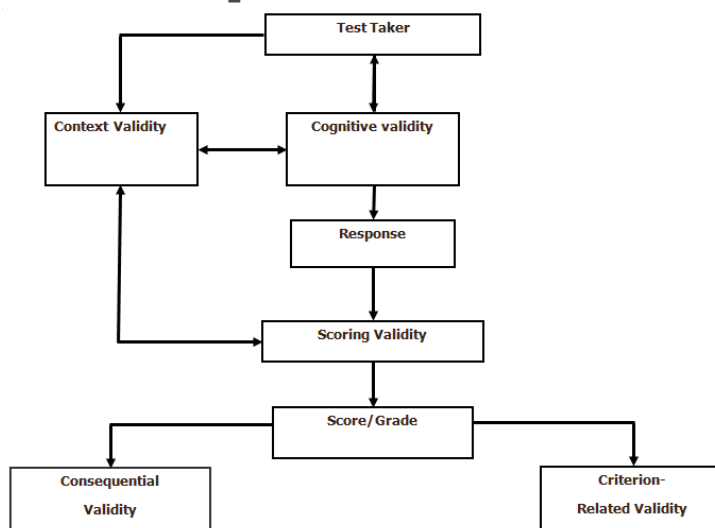 Test Taker
Context Validity
Cognitive validity
Response
Scoring Validity
Score/Grade
Consequential
Validity
Criterion-
Related Validity